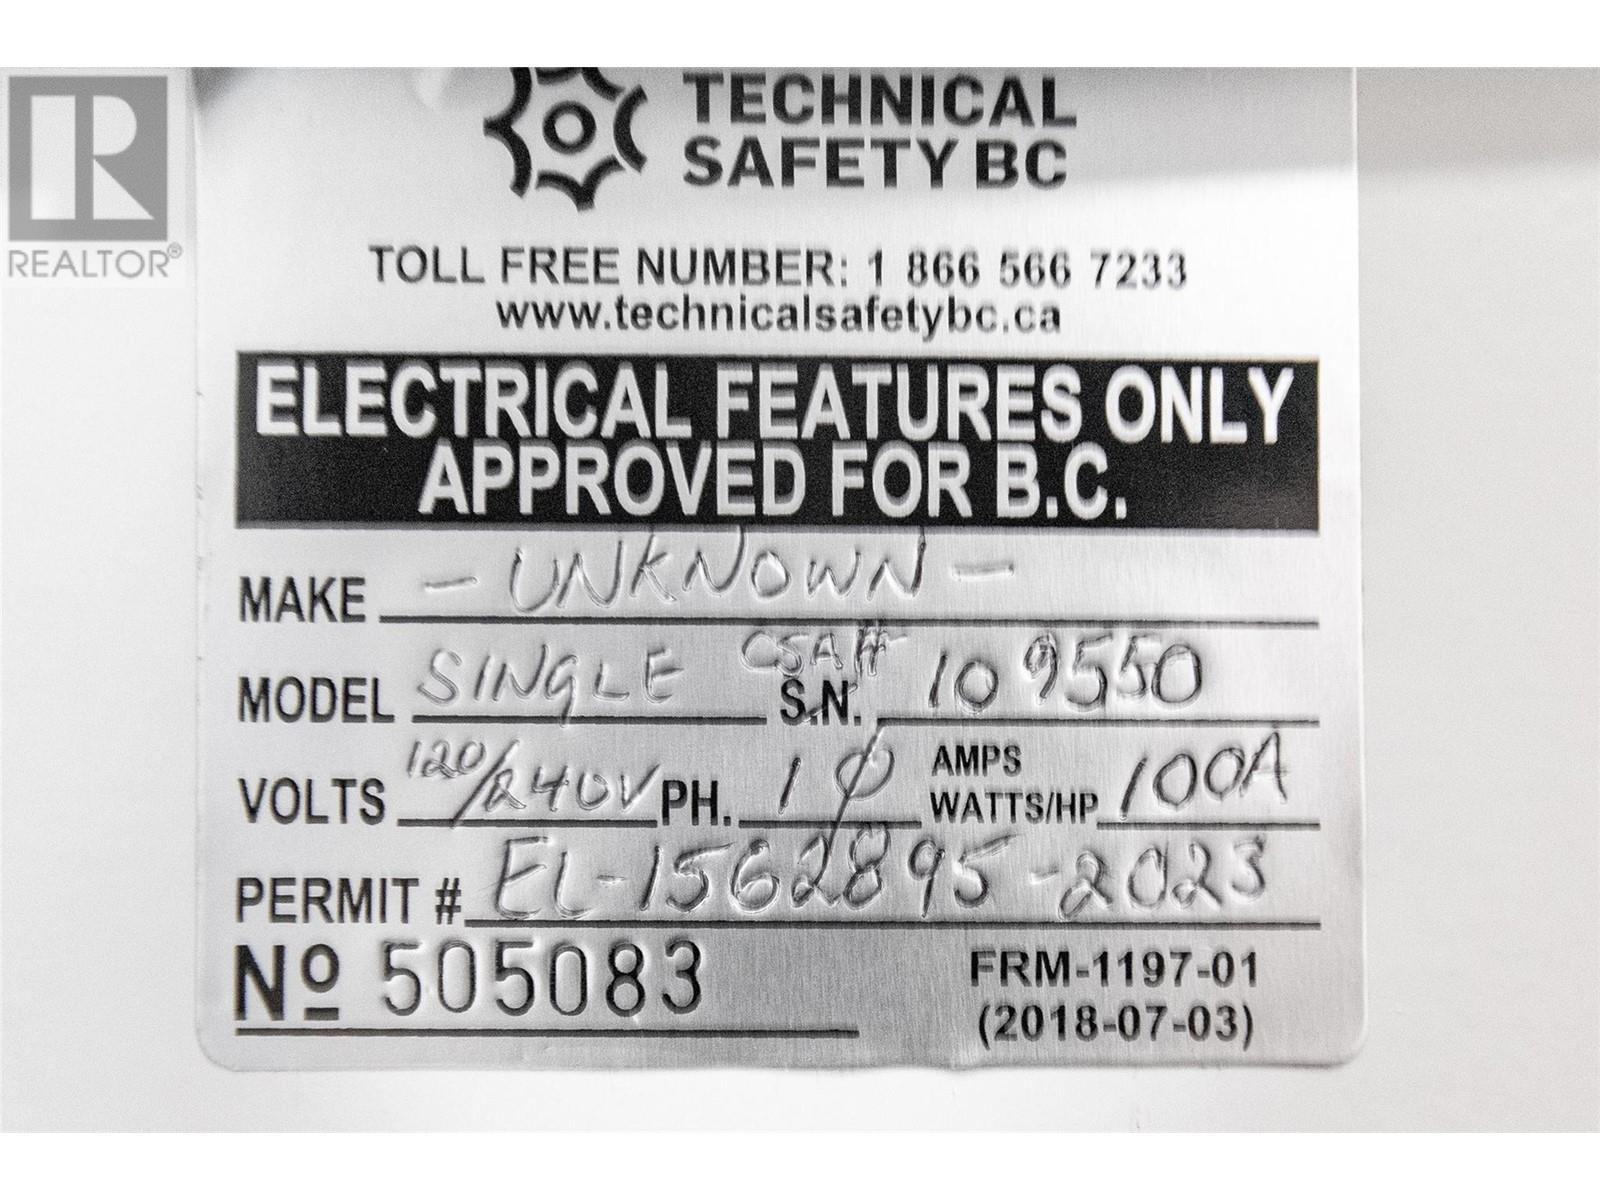 REALTOR®
TECHNICAL
SAFETY BC
TOLL FREE NUMBER: 1 866 566 7233
www.technicalsafetybc.ca
ELECTRICAL FEATURES ONLY
APPROVED FOR B.C.
MAKE - UNKNOWN -
MODEL SINGLE CSA# S.N. 109550
VOLTS 120/240V PH. 1 φ AMPS WATTS/HP 100A
PERMIT # EL-1562895-2023
Nº 505083
FRM-1197-01
(2018-07-03)